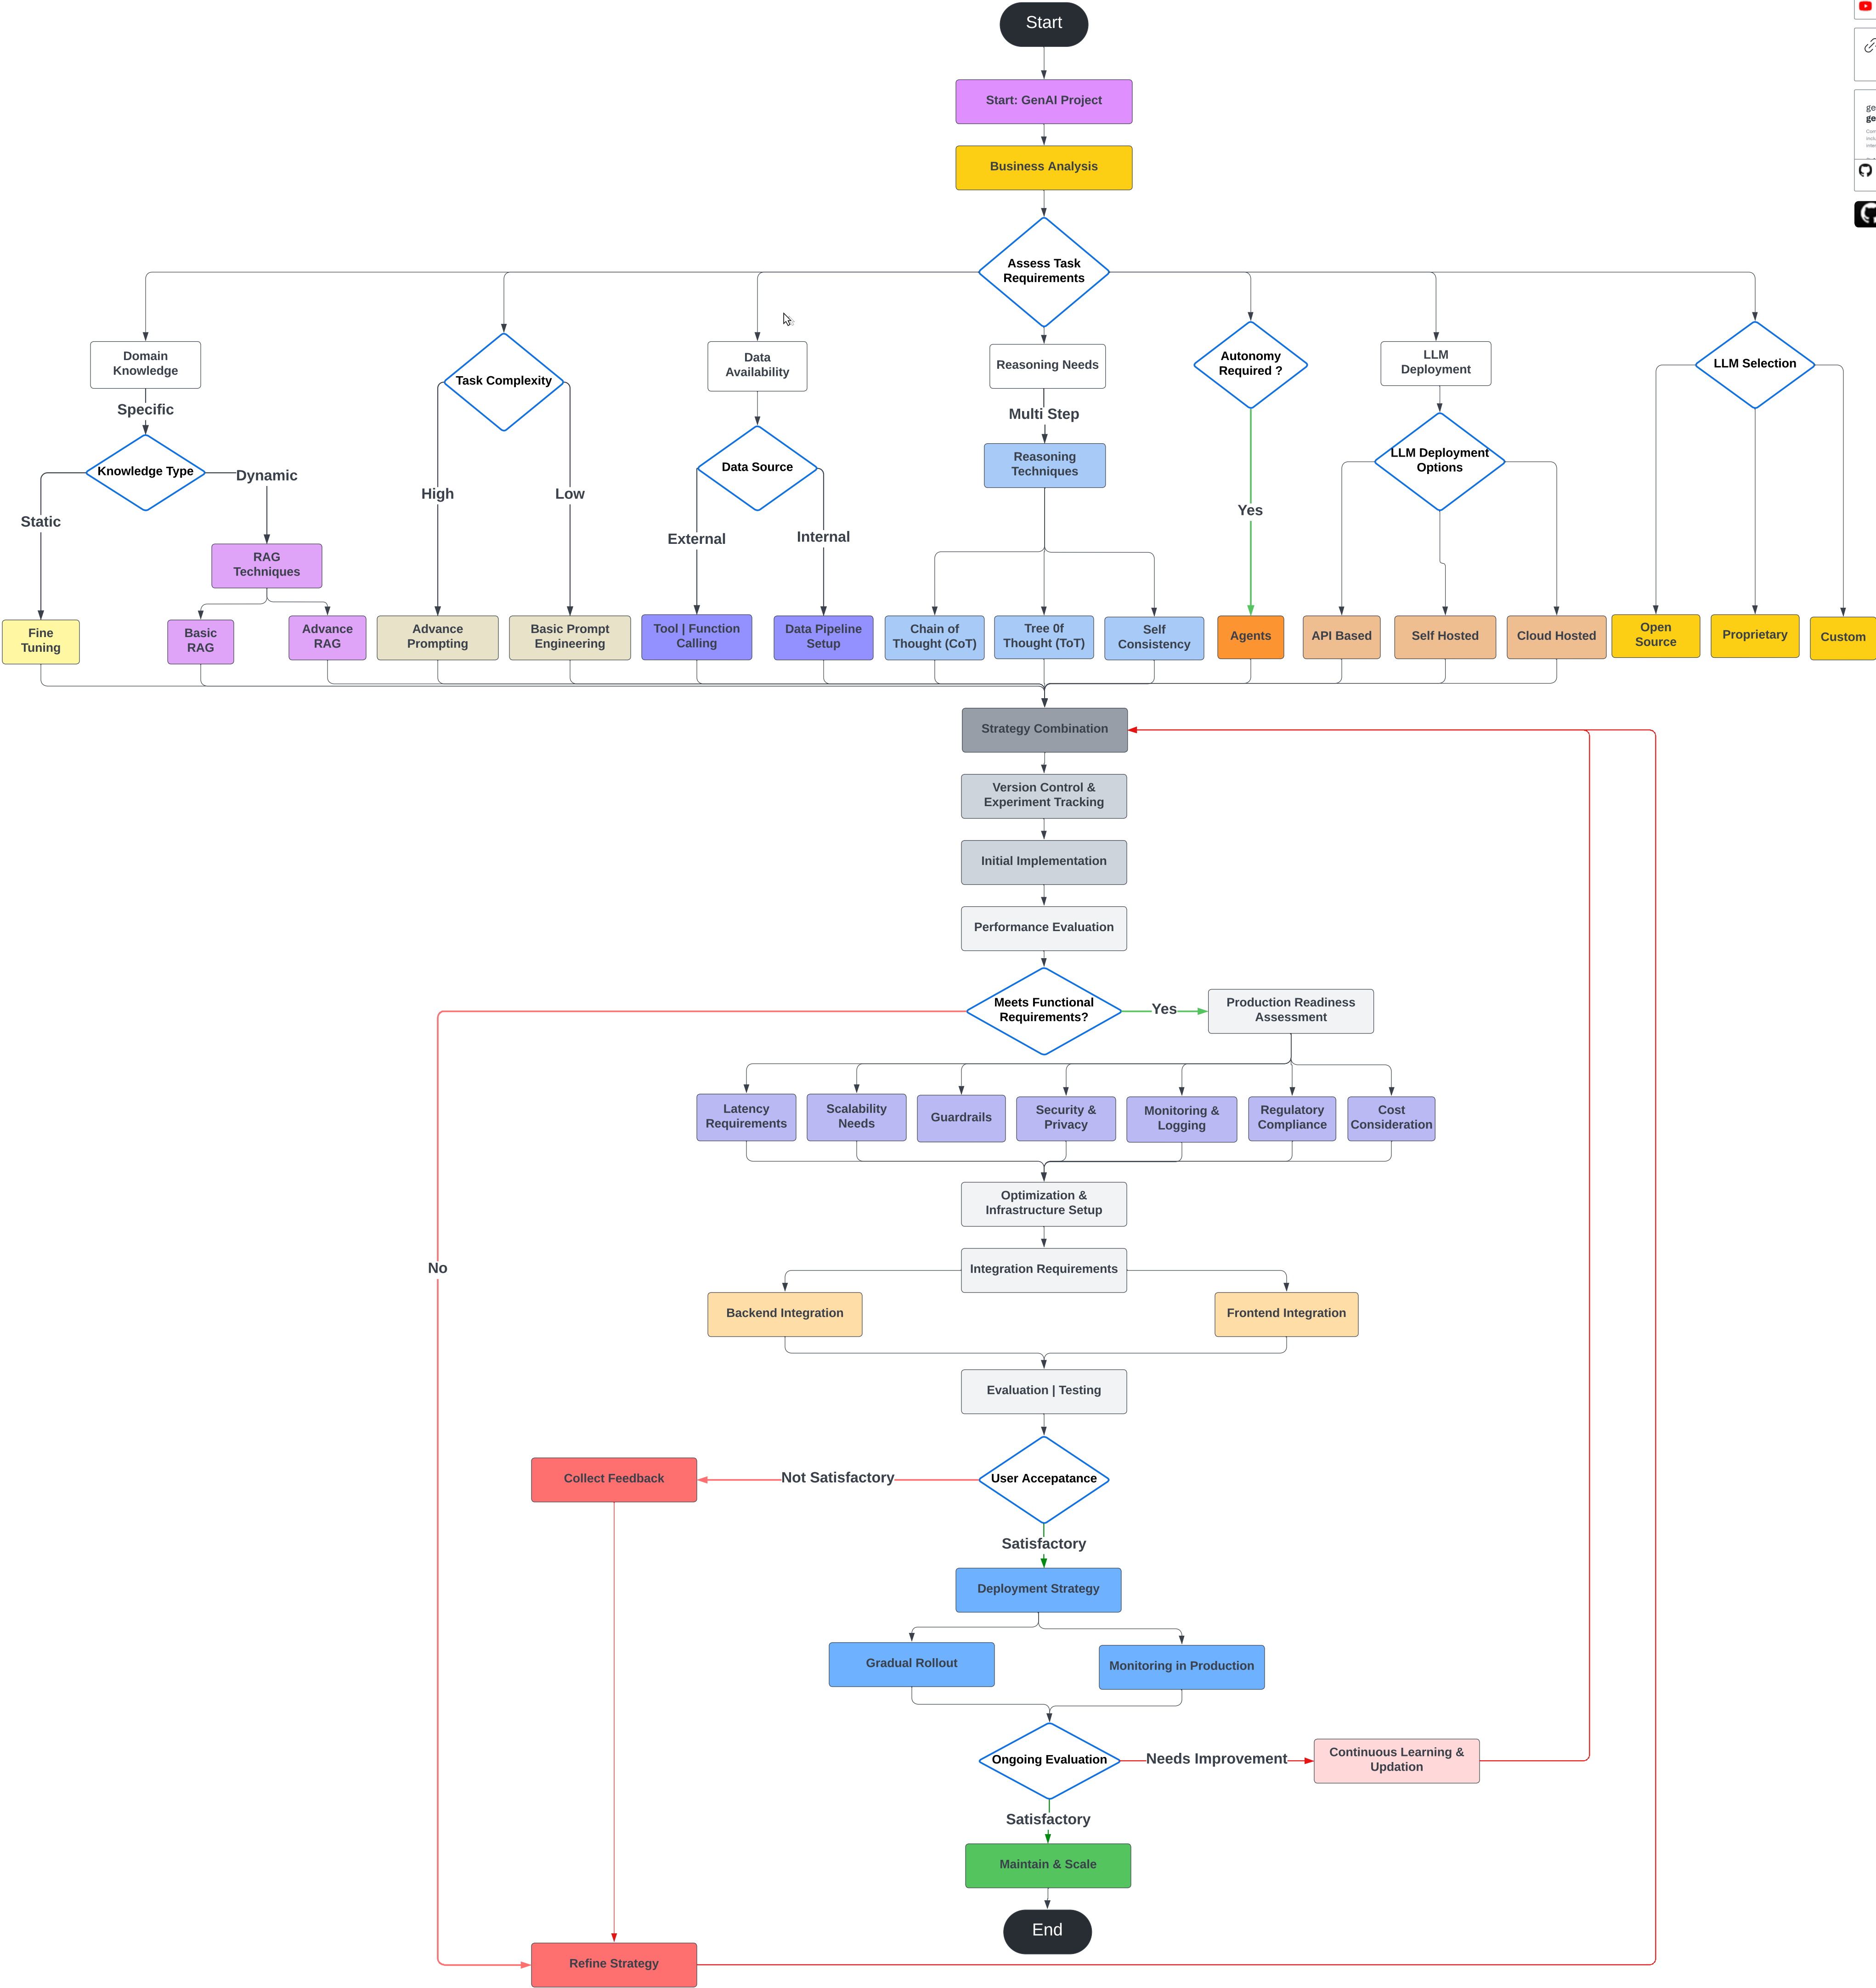 Start
Start: GenAI Project
Business Analysis
Assess Task
Requirements
Domain
Knowledge
Task Complexity
Data
Availability
Reasoning Needs
Autonomy
Required ?
LLM
Deployment
LLM Selection
Specific
Multi Step
Knowledge Type
Dynamic
Static
High
Low
Data Source
External
Internal
Reasoning
Techniques
Yes
LLM Deployment
Options
RAG
Techniques
Fine
Tuning
Basic
RAG
Advance
RAG
Advance
Prompting
Basic Prompt
Engineering
Tool | Function
Calling
Data Pipeline
Setup
Chain of
Thought (CoT)
Tree 0f
Thought (ToT)
Self
Consistency
Agents
API Based
Self Hosted
Cloud Hosted
Open
Source
Proprietary
Custom
Strategy Combination
Version Control &
Experiment Tracking
Initial Implementation
Performance Evaluation
Meets Functional
Requirements?
Yes
Production Readiness
Assessment
Latency
Requirements
Scalability
Needs
Guardrails
Security &
Privacy
Monitoring &
Logging
Regulatory
Compliance
Cost
Consideration
Optimization &
Infrastructure Setup
No
Integration Requirements
Backend Integration
Frontend Integration
Evaluation | Testing
User Accepatance
Not Satisfactory
Collect Feedback
Satisfactory
Deployment Strategy
Gradual Rollout
Monitoring in Production
Ongoing Evaluation
Needs Improvement
Continuous Learning &
Updation
Satisfactory
Maintain & Scale
End
Refine Strategy